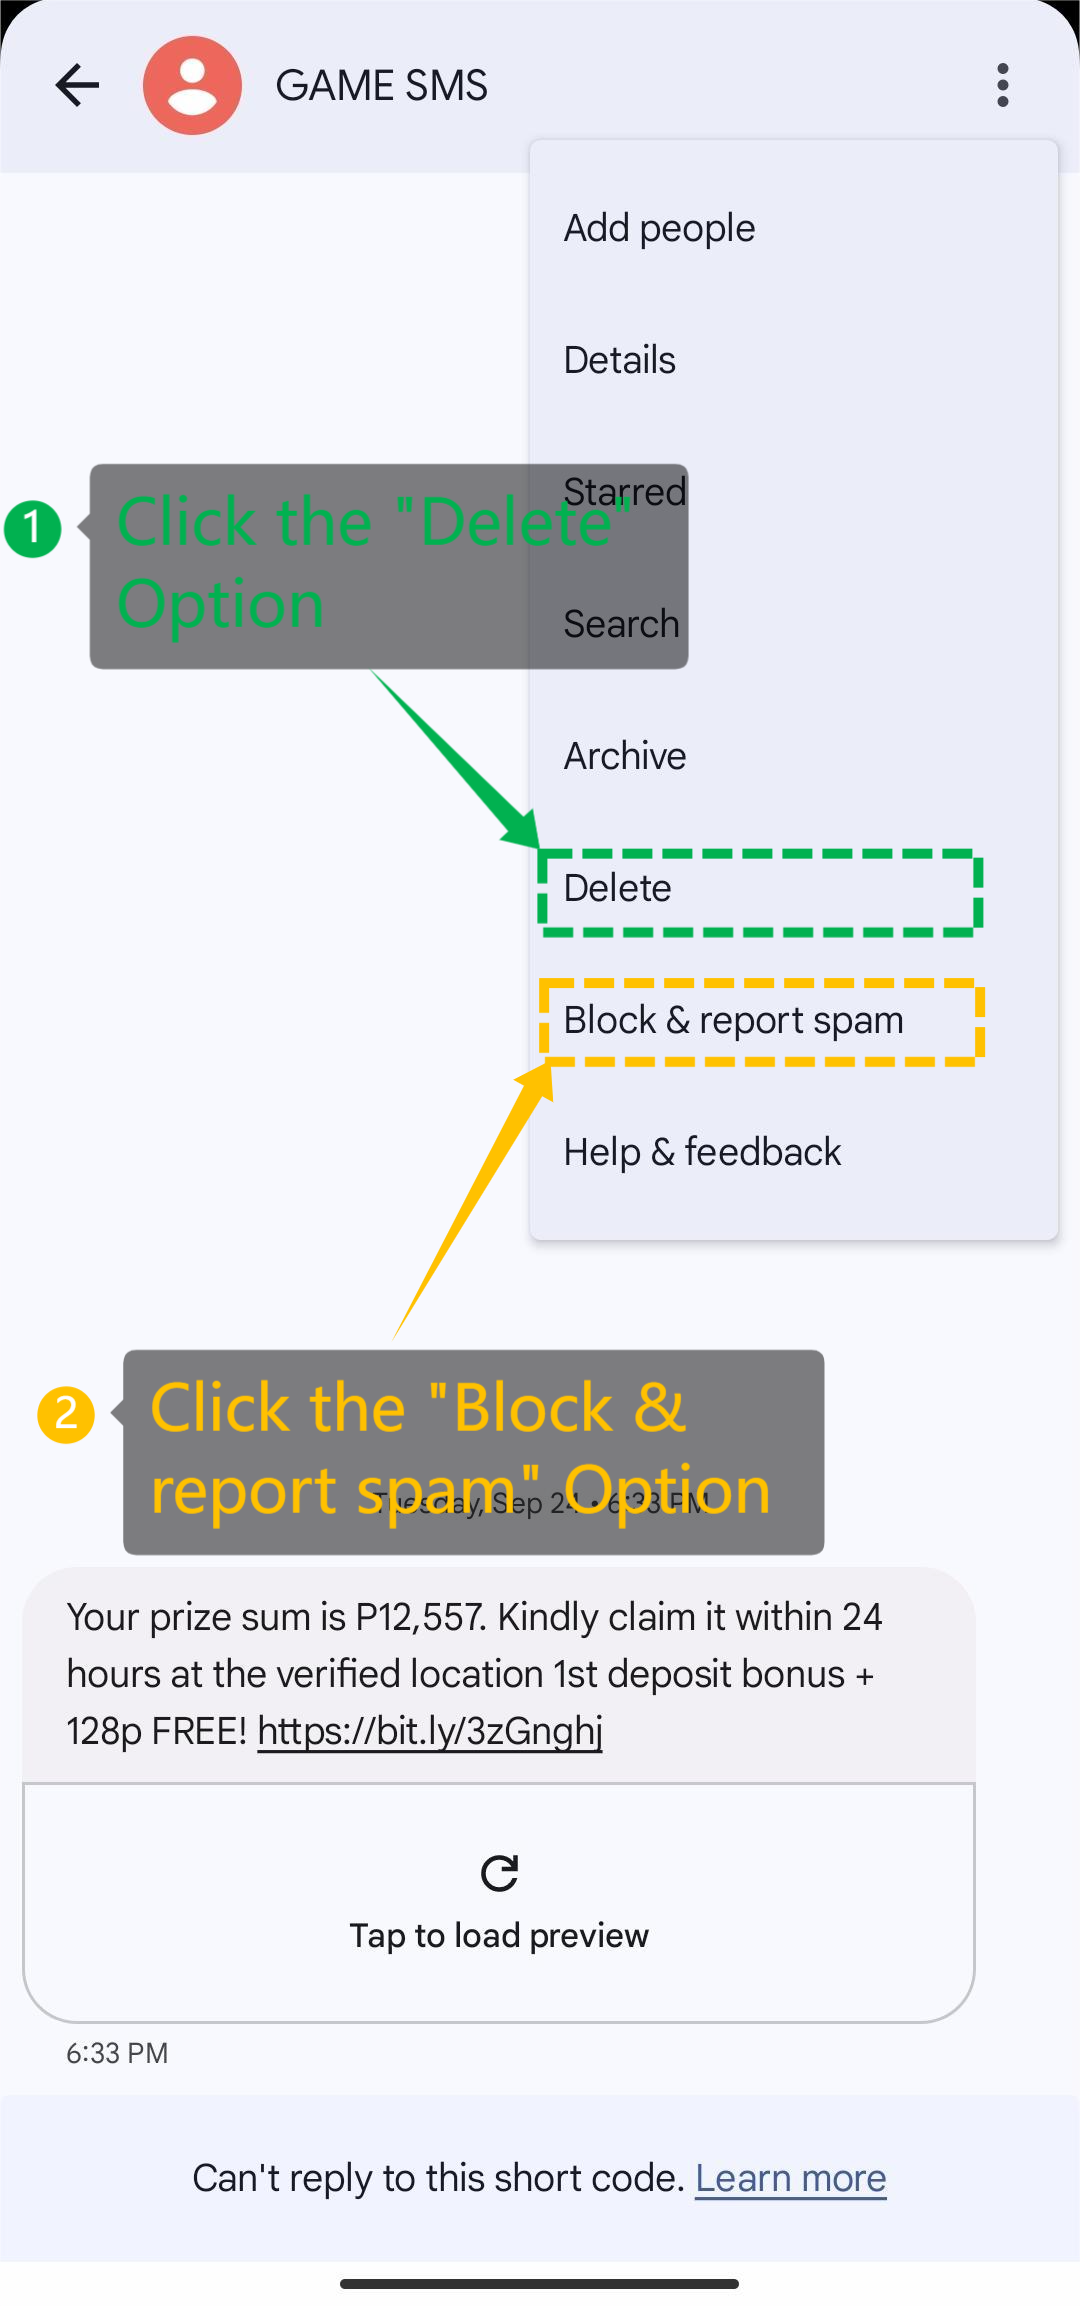 GAME SMS
Add people
Details
Starred
1
Click the "Delete"
Option
Search
Archive
Delete
Block & report spam
Help & feedback
2
Click the "Block &
report spam" Option
Tuesday, Sep 24 • 6:33 PM
Your prize sum is P12,557. Kindly claim it within 24
hours at the verified location 1st deposit bonus +
128p FREE! https://bit.ly/3zGnghj
Tap to load preview
6:33 PM
Can't reply to this short code. Learn more